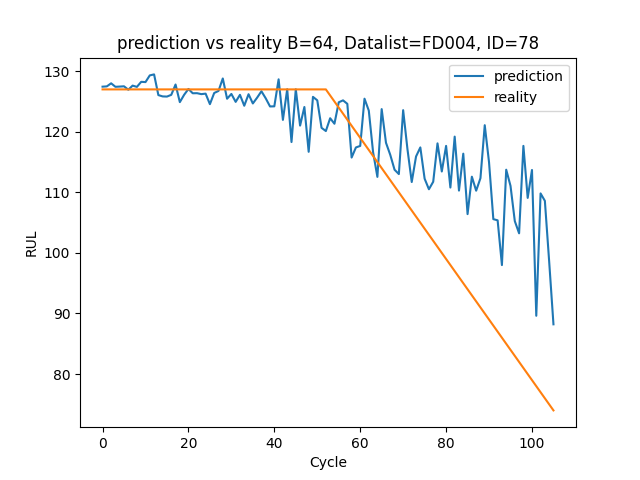 prediction vs reality B=64, Datalist=FD004, ID=78
prediction
reality
130
120
110
100
90
80
RUL
0 20 40 60 80 100
Cycle